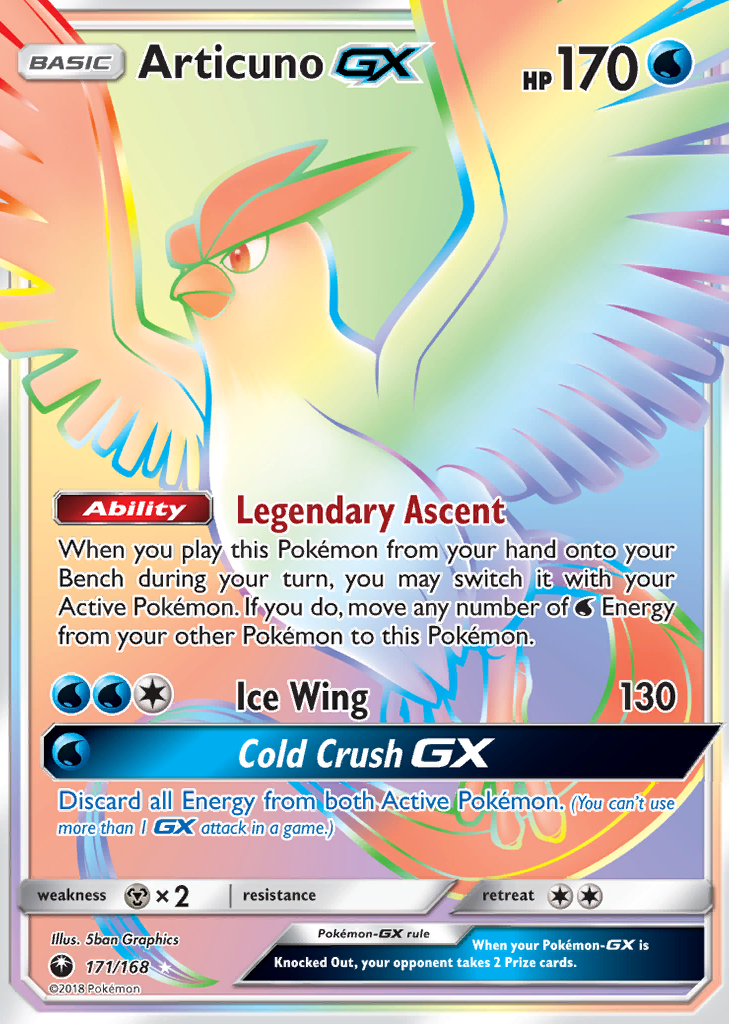 BASIC Articuno GX HP 170
Ability Legendary Ascent
When you play this Pokémon from your hand onto your
Bench during your turn, you may switch it with your
Active Pokémon. If you do, move any number of Energy
from your other Pokémon to this Pokémon.
Ice Wing 130
Cold Crush GX
Discard all Energy from both Active Pokémon. (You can't use
more than 1 GX attack in a game.)
weakness ×2 resistance retreat
Illus. 5ban Graphics
Pokémon-GX rule
When your Pokémon-GX is
Knocked Out, your opponent takes 2 Prize cards.
171/168
©2018 Pokémon